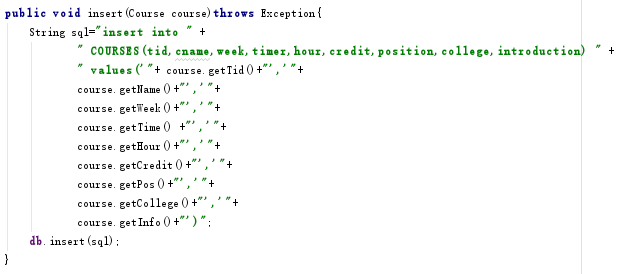 public void insert(Course course)throws Exception{
String sql="insert into " +
" COURSES(tid,cname,week,timer,hour,credit,position,college,introduction) " +
" values('"+ course.getTid()+"','"+
course.getName()+"','"+
course.getWeek()+"','"+
course.getTime() +"','"+
course.getHour()+"','"+
course.getCredit()+"','"+
course.getPos()+"','"+
course.getCollege()+"','"+
course.getInfo()+"')";
db.insert(sql);
}